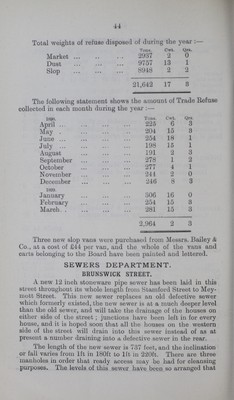 44
Total weights of refuse disposed of during the year :—
Tons. Cwt. Qrs.
Market ... ... ... 2937 2 0
Dust ... ... ... 9757 13 1
Slop ... ... ... 8948 2 2
21,642 17 3
The following statement shows the amount of Trade Refuse
collected in each month during the year :—
1898. Tons. Cwt. Qrs.
April ... ... ... 223 6 3
May ... ... ... 204 15 3
June ... ... ... 254 18 1
July ... ... ... 198 15 1
August ... ... ... 191 2 3
September ... ... ... 278 1 2
October ... ... ... 277 4 1
November ... ... ... 241 2 0
December ... ... ... 246 8 3
1899.
January ... ... ... 306 16 0
February ... ... ... 254 15 3
March ... ... ... 281 15 3
2,964 2 3
Three new slop vans were purchased from Messrs. Bailey &
Co., at a cost of £44 per van, and the whole of the vans and
carts belonging to the Board have been painted and lettered.
SEWERS DEPARTMENT.
BRUNSWICK STREET.
A new 12 inch stoneware pipe sewer has been laid in this
street throughout its whole length from Stamford Street to Mey-
mott Street. This new sewer replaces an old defective sewer
which formerly existed, the new sewer is at a much deeper level
than the old sewer, and will take the drainage of the houses on
either side of the street; junctions have been left in for every
house, and it is hoped soon that all the houses on the western
side of the street will drain into this sewer instead of as at
present a number draining into a defective sewer in the rear.
The length of the new sewer is 737 feet, and the inclination
or fall varies from 1ft in 180ft to 1ft in 220ft. There are three
manholes in order that ready access may be had for cleansing
purposes. The levels of this sewer have been so arranged that